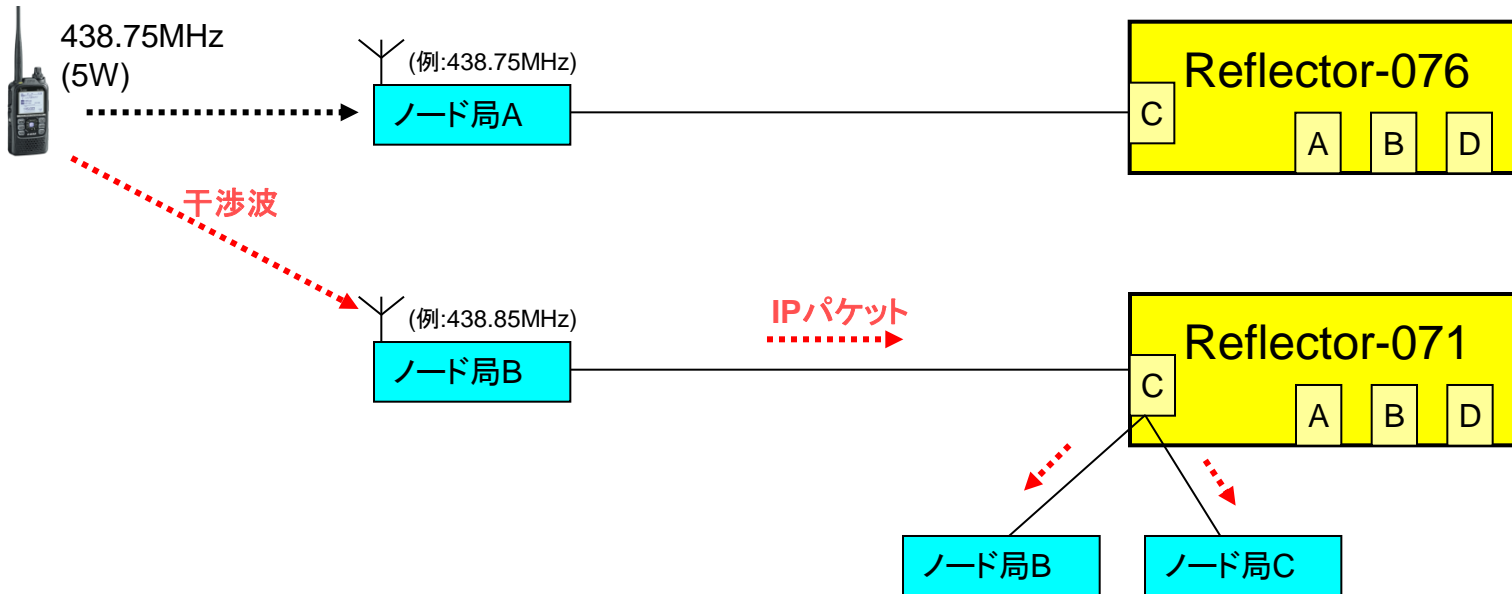 438.75MHz
(5W)
(例:438.75MHz)
ノード局A
Reflector-076
C
A
B
D
干渉波
(例:438.85MHz)
ノード局B
IPパケット
Reflector-071
C
A
B
D
ノード局B
ノード局C